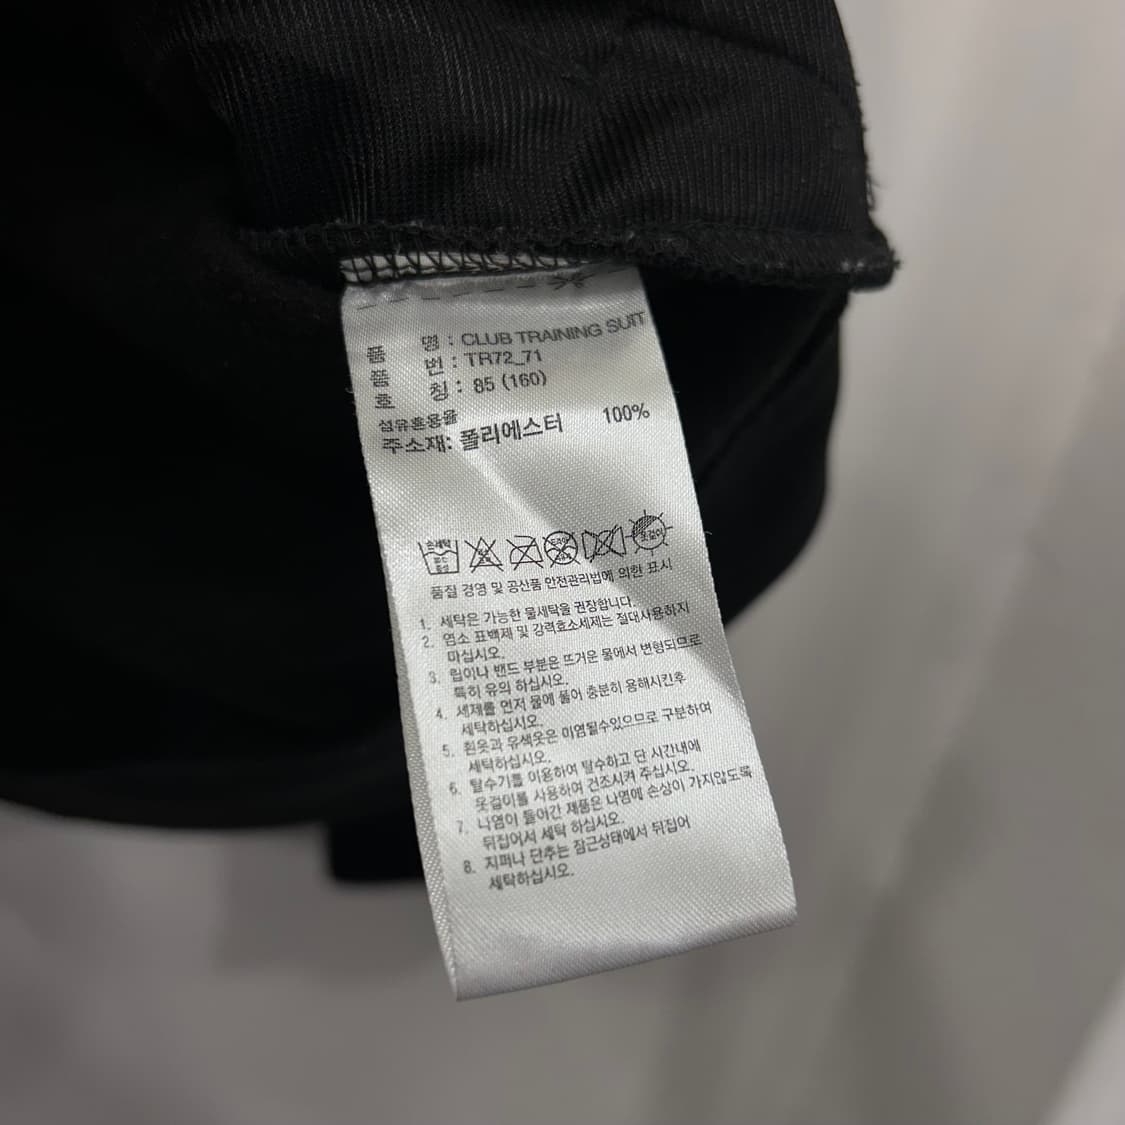 품 명 : CLUB TRAINING SUIT
품 번 : TR72_71
호 칭 : 85 (160)
섬유혼용율
주소재: 폴리에스터 100%
손세탁
옷걸이
품질 경영 및 공산품 안전관리법에 의한 표시
1. 세탁은 가능한 물세탁을 권장합니다.
2. 염소 표백제 및 강력효소세제는 절대사용하지
마십시오.
3. 립이나 밴드 부분은 뜨거운 물에서 변형되므로
특히 유의 하십시오.
4. 세제를 먼저 물에 풀어 충분히 용해시킨후
세탁하십시오.
5. 흰옷과 유색옷은 이염될수있으므로 구분하여
세탁하십시오.
6. 탈수기를 이용하여 탈수하고 단 시간내에
옷걸이를 사용하여 건조시켜 주십시오.
7. 나염이 들어간 제품은 나염에 손상이 가지않도록
뒤집어서 세탁 하십시오.
8. 지퍼나 단추는 잠근상태에서 뒤집어
세탁하십시오.